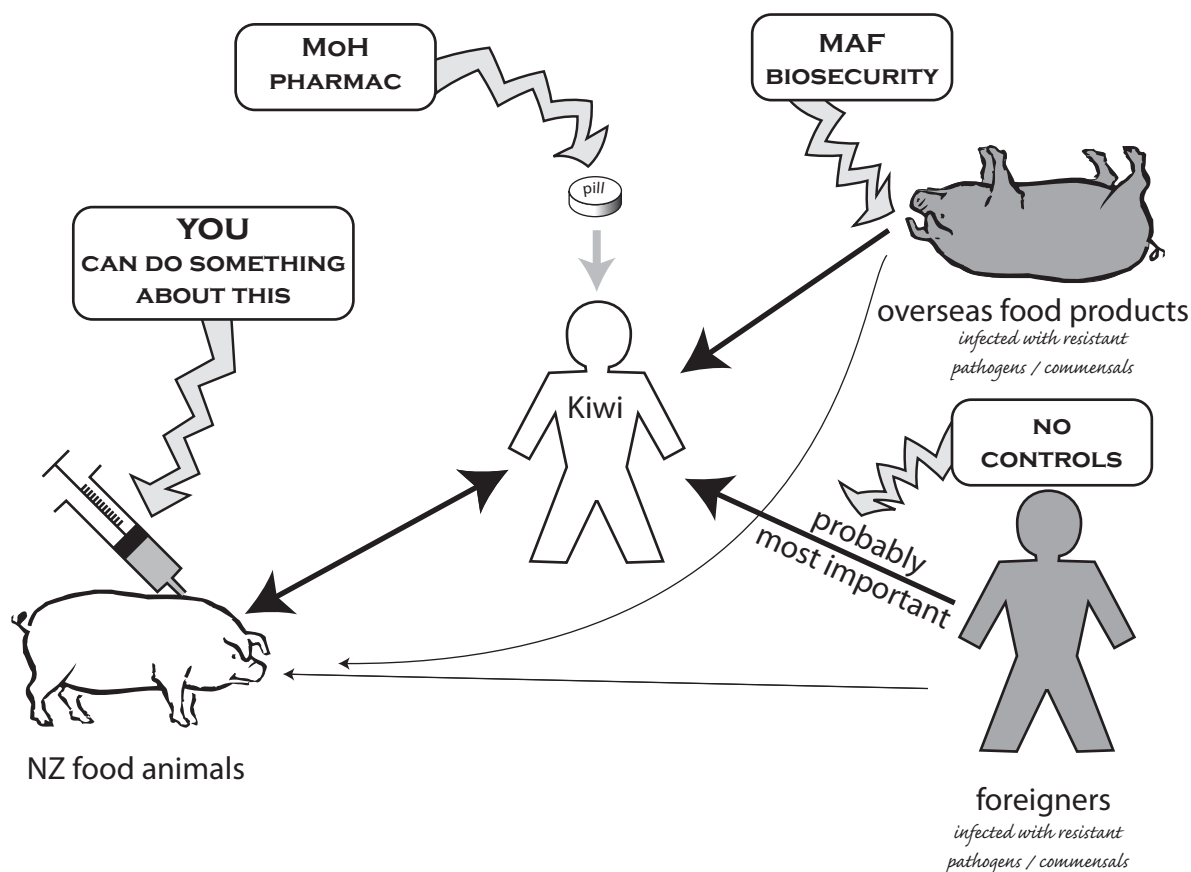 MoH
PHARMAC
MAF
BIOSECURITY
pill
YOU
CAN DO SOMETHING
ABOUT THIS
overseas food products
infected with resistant
pathogens / commensals
Kiwi
NO
CONTROLS
probably
most important
NZ food animals
foreigners
infected with resistant
pathogens / commensals